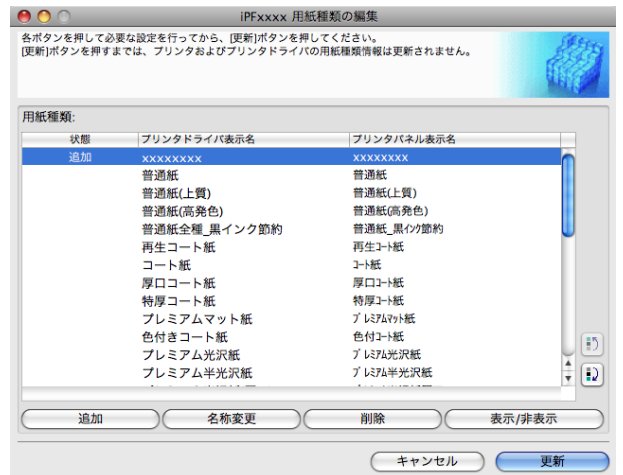 iPFxxxx 用紙種類の編集
各ボタンを押して必要な設定を行ってから、[更新]ボタンを押してください。
[更新]ボタンを押すまでは、プリンタおよびプリンタドライバの用紙種類情報は更新されません。
用紙種類:
状態 プリンタドライバ表示名 プリンタパネル表示名
追加 xxxxxxxx xxxxxxxx
普通紙 普通紙
普通紙(上質) 普通紙(上質)
普通紙(高発色) 普通紙(高発色)
普通紙全種_黒インク節約 普通紙_黒ｲﾝｸ節約
再生コート紙 再生ｺｰﾄ紙
コート紙 ｺｰﾄ紙
厚口コート紙 厚口ｺｰﾄ紙
特厚コート紙 特厚ｺｰﾄ紙
プレミアムマット紙 ﾌﾟﾚﾐｱﾑﾏｯﾄ紙
色付きコート紙 色付ｺｰﾄ紙
プレミアム光沢紙 ﾌﾟﾚﾐｱﾑ光沢紙
プレミアム半光沢紙 ﾌﾟﾚﾐｱﾑ半光沢紙
追加 名称変更 削除 表示/非表示
キャンセル 更新